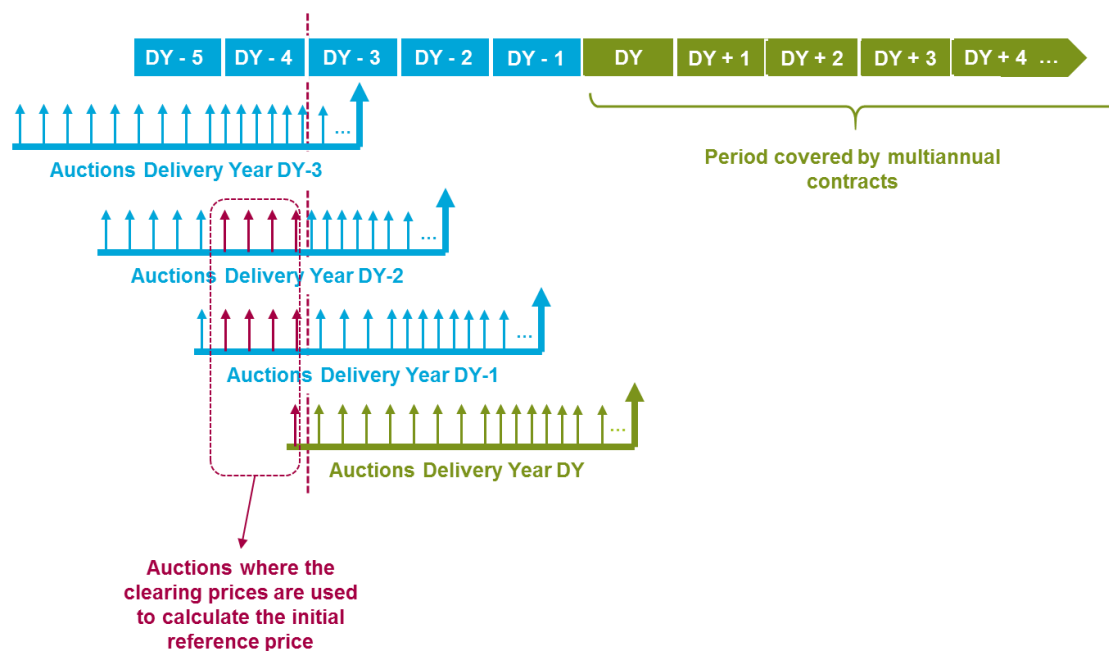 DY - 5 DY - 4 DY - 3 DY - 2 DY - 1 DY DY + 1 DY + 2 DY + 3 DY + 4 ...
...
Auctions Delivery Year DY-3
Period covered by multiannual
contracts
...
Auctions Delivery Year DY-2
...
Auctions Delivery Year DY-1
...
Auctions Delivery Year DY
Auctions where the
clearing prices are used
to calculate the initial
reference price